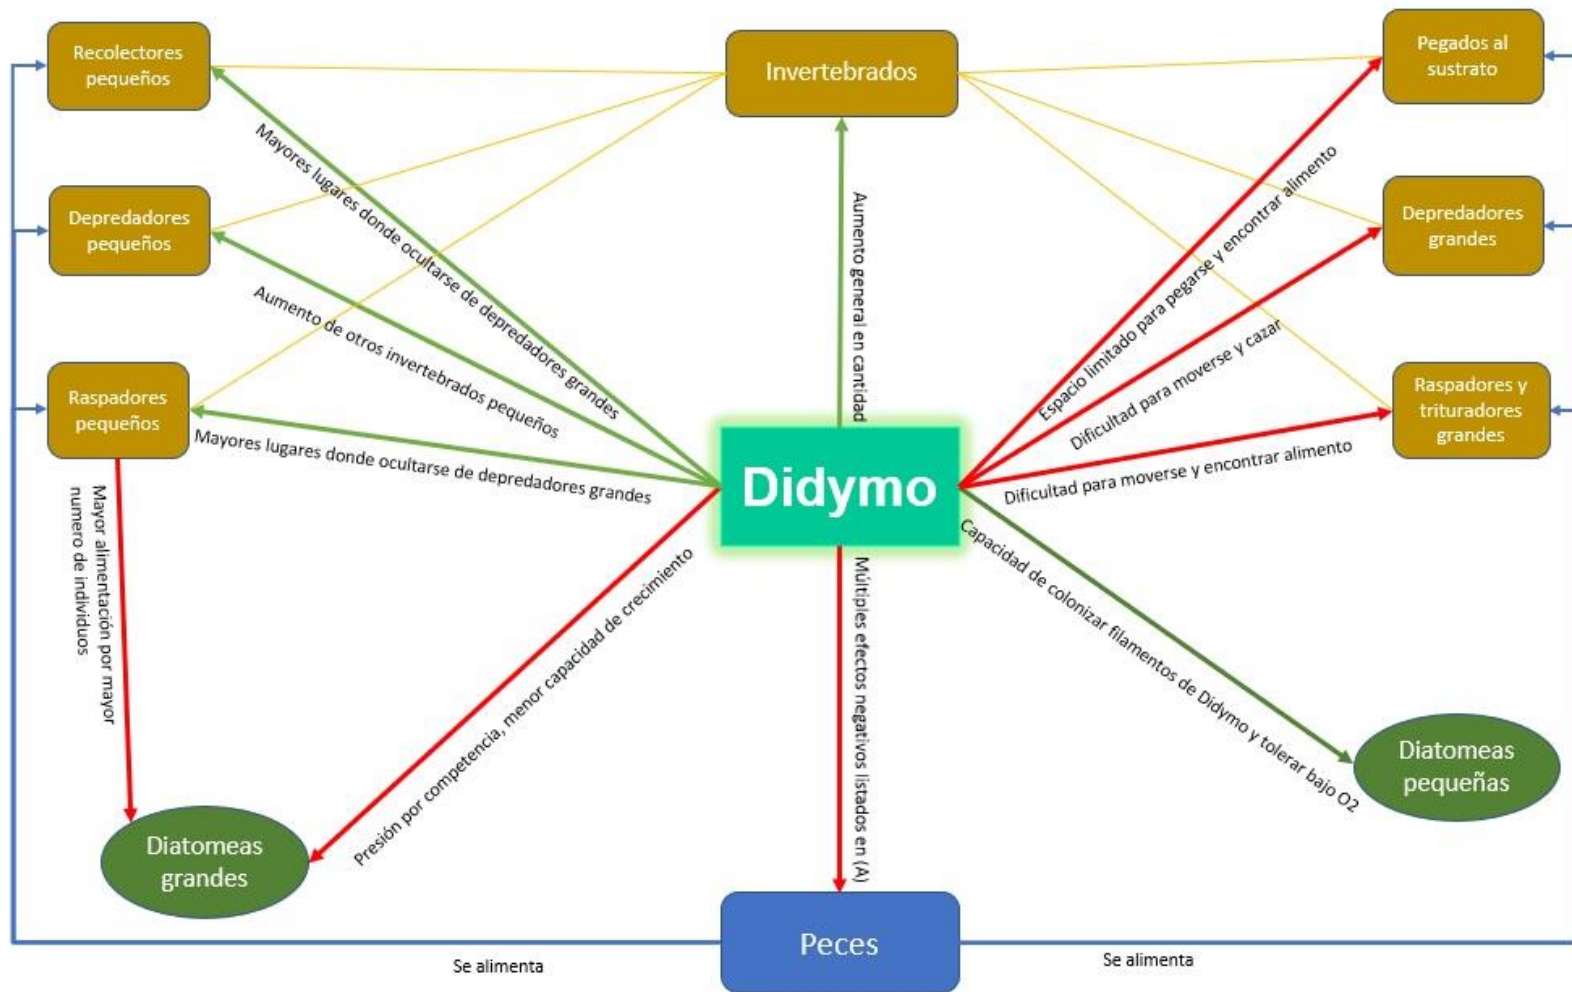 Recolectores
pequeños
Invertebrados
Pegados al
sustrato
Mayores lugares donde ocultarse de depredadores grandes
Aumento general en cantidad
Espacio limitado para pegarse y encontrar alimento
Depredadores
pequeños
Depredadores
grandes
Aumento de otros invertebrados pequeños
Dificultad para moverse y cazar
Raspadores
pequeños
Raspadores y
trituradores
grandes
Mayores lugares donde ocultarse de depredadores grandes
Dificultad para moverse y encontrar alimento
Didymo
Mayor alimentación por mayor
numero de individuos
Presión por competencia, menor capacidad de crecimiento
Múltiples efectos negativos listados en (A)
Capacidad de colonizar filamentos de Didymo y tolerar bajo O2
Diatomeas
pequeñas
Diatomeas
grandes
Peces
Se alimenta
Se alimenta